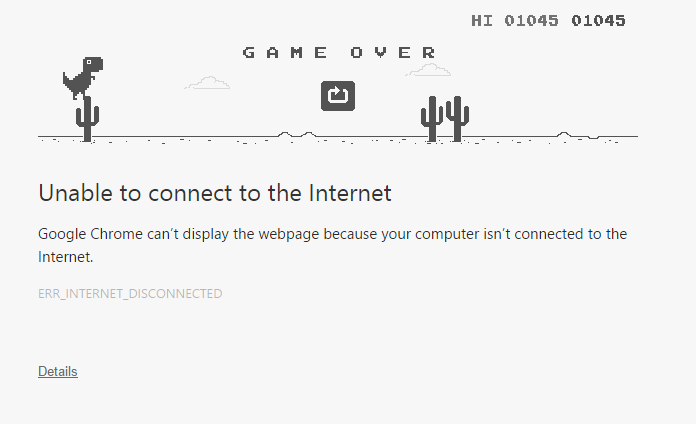 HI 01045 01045
GAME OVER
Unable to connect to the Internet
Google Chrome can’t display the webpage because your computer isn’t connected to the
Internet.
ERR_INTERNET_DISCONNECTED
Details